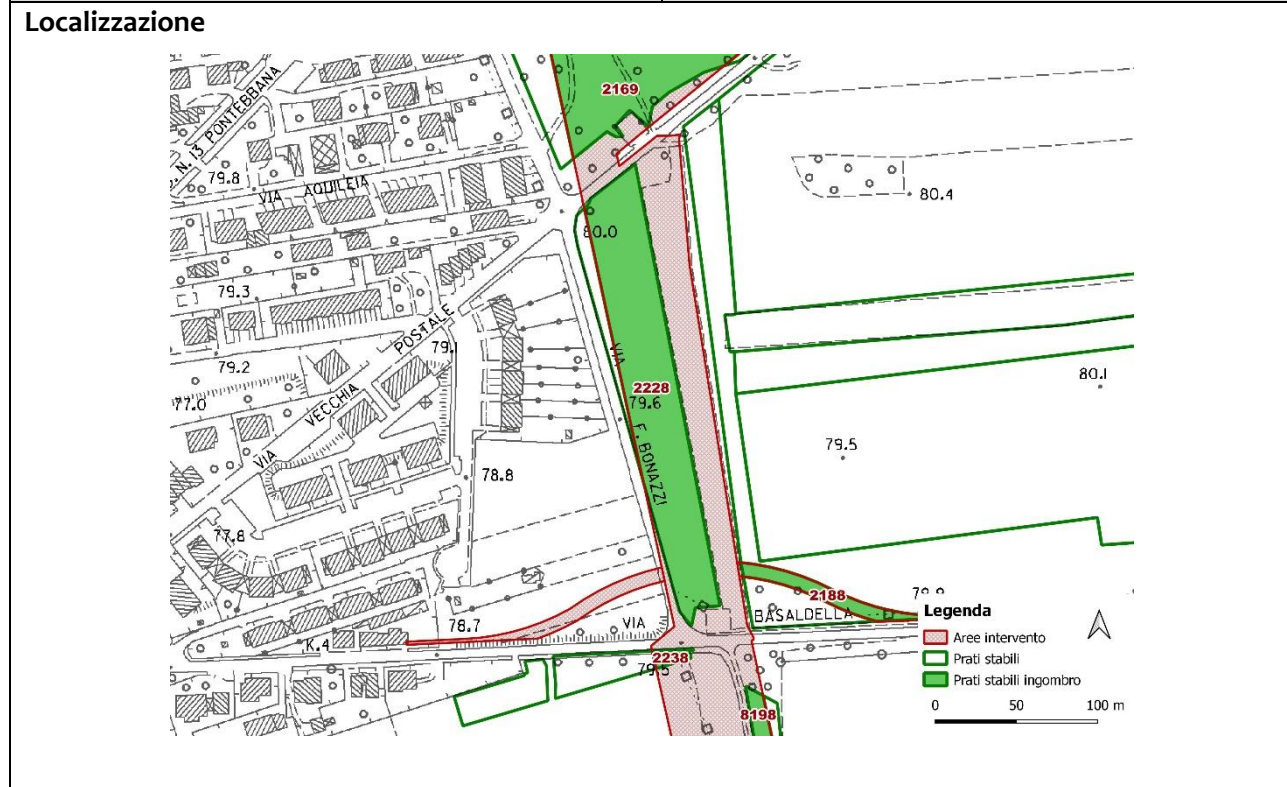 Localizzazione
2169
N. 13 PONTEBBANA
79.8
VIA AQUILEIA
80.4
80.0
79.3
VIA VECCHIA POSTALE
79.1
79.2
77.0
80.1
2228
79.6
VIA F. BONAZZI
79.5
78.8
77.8
2188
78.7
VIA BASALDELLA
K.4
2238
8198
Legenda
Aree intervento
Prati stabili
Prati stabili ingombro
0 50 100 m